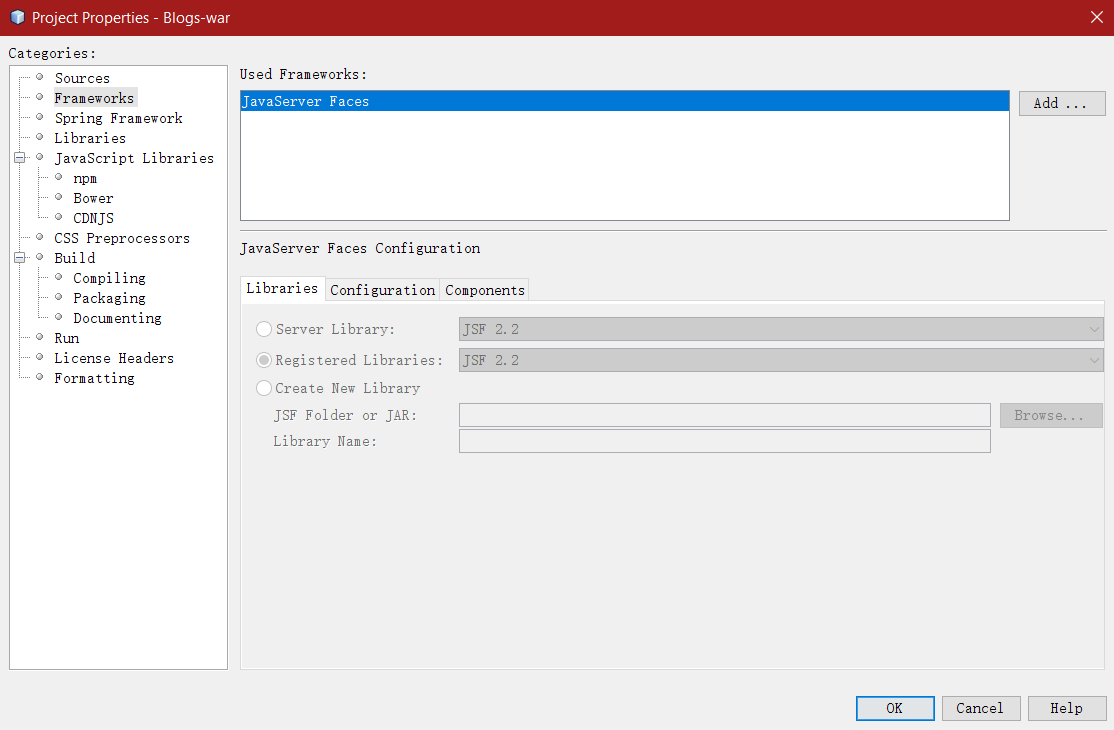 Project Properties - Blogs-war
Categories:
Sources
Frameworks
Spring Framework
Libraries
JavaScript Libraries
npm
Bower
CDNJS
CSS Preprocessors
Build
Compiling
Packaging
Documenting
Run
License Headers
Formatting
Used Frameworks:
JavaServer Faces
Add ...
JavaServer Faces Configuration
Libraries Configuration Components
Server Library: JSF 2.2
Registered Libraries: JSF 2.2
Create New Library
JSF Folder or JAR: Browse...
Library Name:
OK Cancel Help